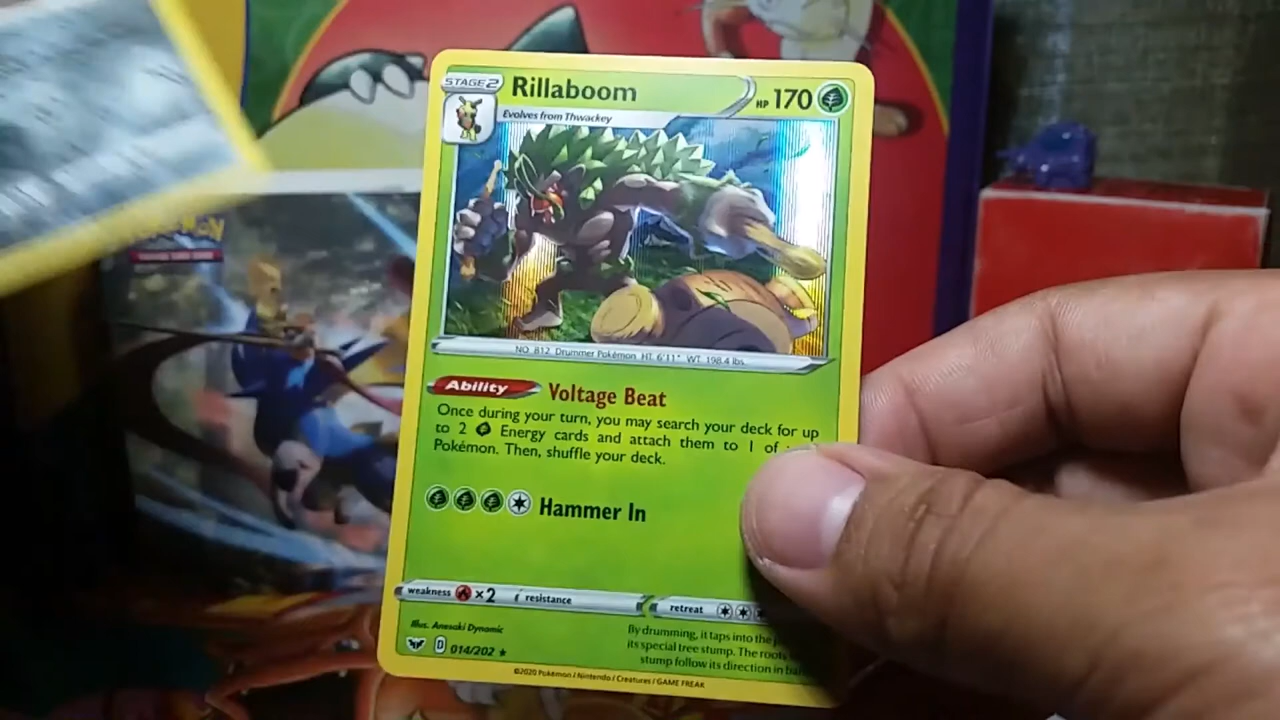 STAGE 2
Rillaboom
HP 170
Evolves from Thwackey
NO. 812 Drummer Pokémon HT: 6'11" WT: 198.4 lbs.
Ability Voltage Beat
Once during your turn, you may search your deck for up
to 2 Energy cards and attach them to 1 of
Pokémon. Then, shuffle your deck.
Hammer In
weakness ×2 resistance retreat
Illus. Anesaki Dynamic
By drumming, it taps into the
its special tree stump. The roots
stump follow its direction in
D 014/202 ★
©2020 Pokémon / Nintendo / Creatures / GAME FREAK